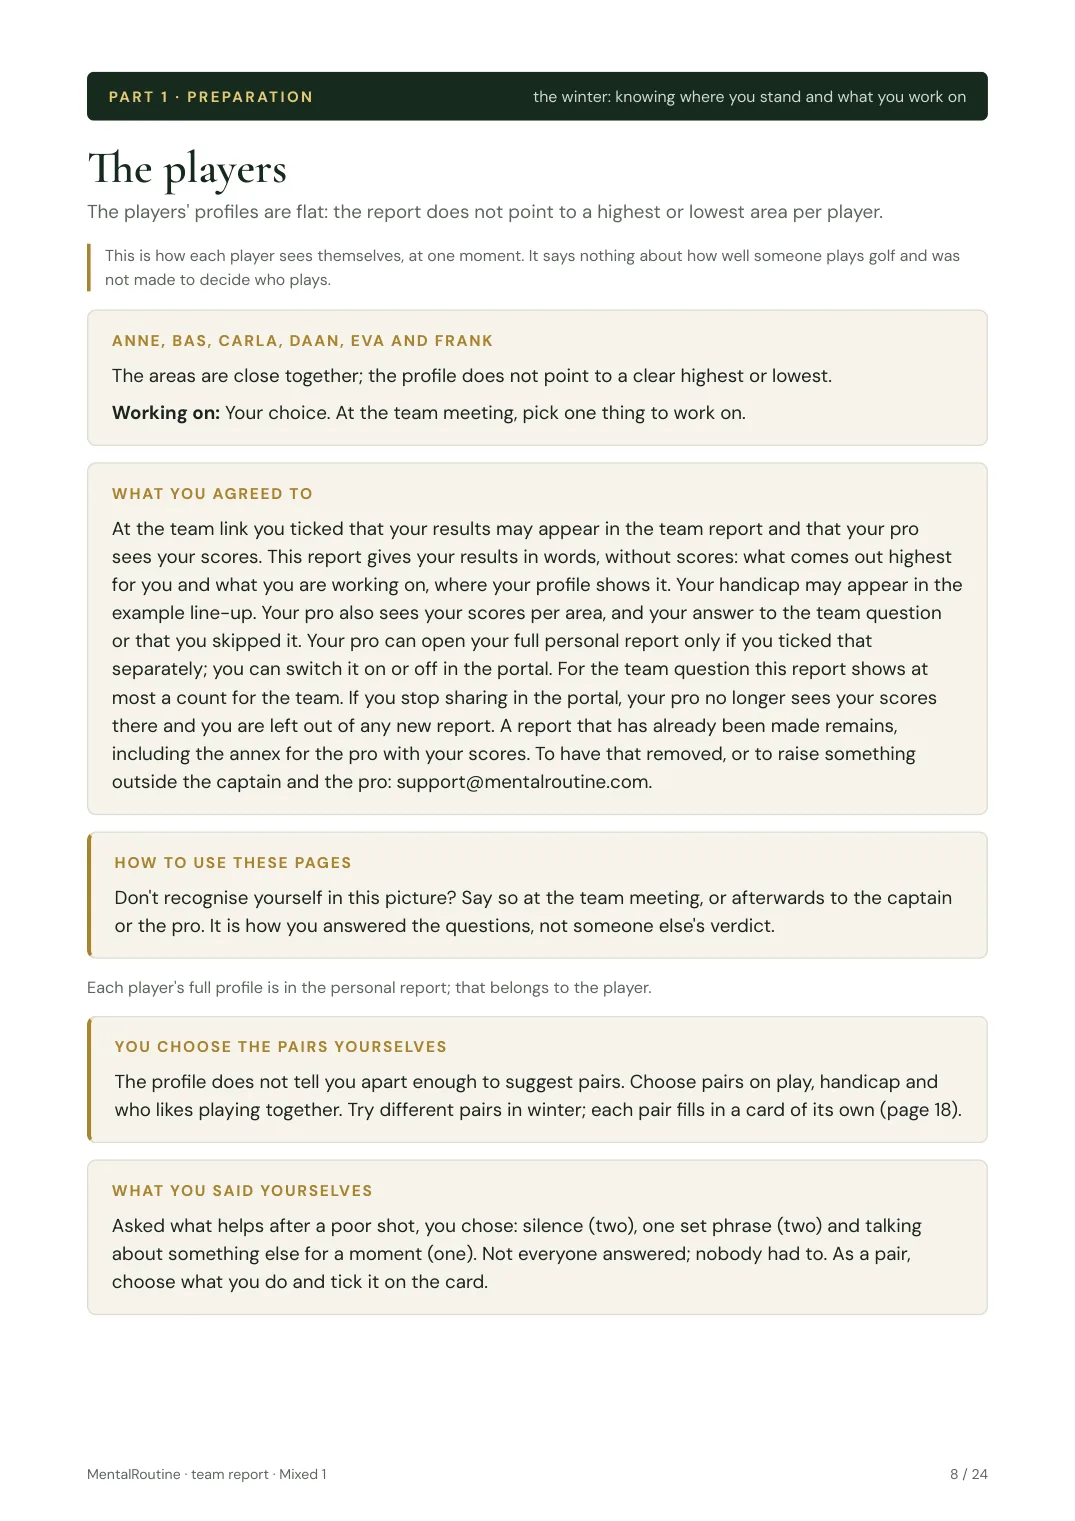 PART 1 · PREPARATION
the winter: knowing where you stand and what you work on
The players
The players' profiles are flat: the report does not point to a highest or lowest area per player.
This is how each player sees themselves, at one moment. It says nothing about how well someone plays golf and was
not made to decide who plays.
ANNE, BAS, CARLA, DAAN, EVA AND FRANK
The areas are close together; the profile does not point to a clear highest or lowest.
Working on: Your choice. At the team meeting, pick one thing to work on.
WHAT YOU AGREED TO
At the team link you ticked that your results may appear in the team report and that your pro
sees your scores. This report gives your results in words, without scores: what comes out highest
for you and what you are working on, where your profile shows it. Your handicap may appear in the
example line-up. Your pro also sees your scores per area, and your answer to the team question
or that you skipped it. Your pro can open your full personal report only if you ticked that
separately; you can switch it on or off in the portal. For the team question this report shows at
most a count for the team. If you stop sharing in the portal, your pro no longer sees your scores
there and you are left out of any new report. A report that has already been made remains,
including the annex for the pro with your scores. To have that removed, or to raise something
outside the captain and the pro: support@mentalroutine.com.
HOW TO USE THESE PAGES
Don't recognise yourself in this picture? Say so at the team meeting, or afterwards to the captain
or the pro. It is how you answered the questions, not someone else's verdict.
Each player's full profile is in the personal report; that belongs to the player.
YOU CHOOSE THE PAIRS YOURSELVES
The profile does not tell you apart enough to suggest pairs. Choose pairs on play, handicap and
who likes playing together. Try different pairs in winter; each pair fills in a card of its own (page 18).
WHAT YOU SAID YOURSELVES
Asked what helps after a poor shot, you chose: silence (two), one set phrase (two) and talking
about something else for a moment (one). Not everyone answered; nobody had to. As a pair,
choose what you do and tick it on the card.
MentalRoutine · team report · Mixed 1
8 / 24